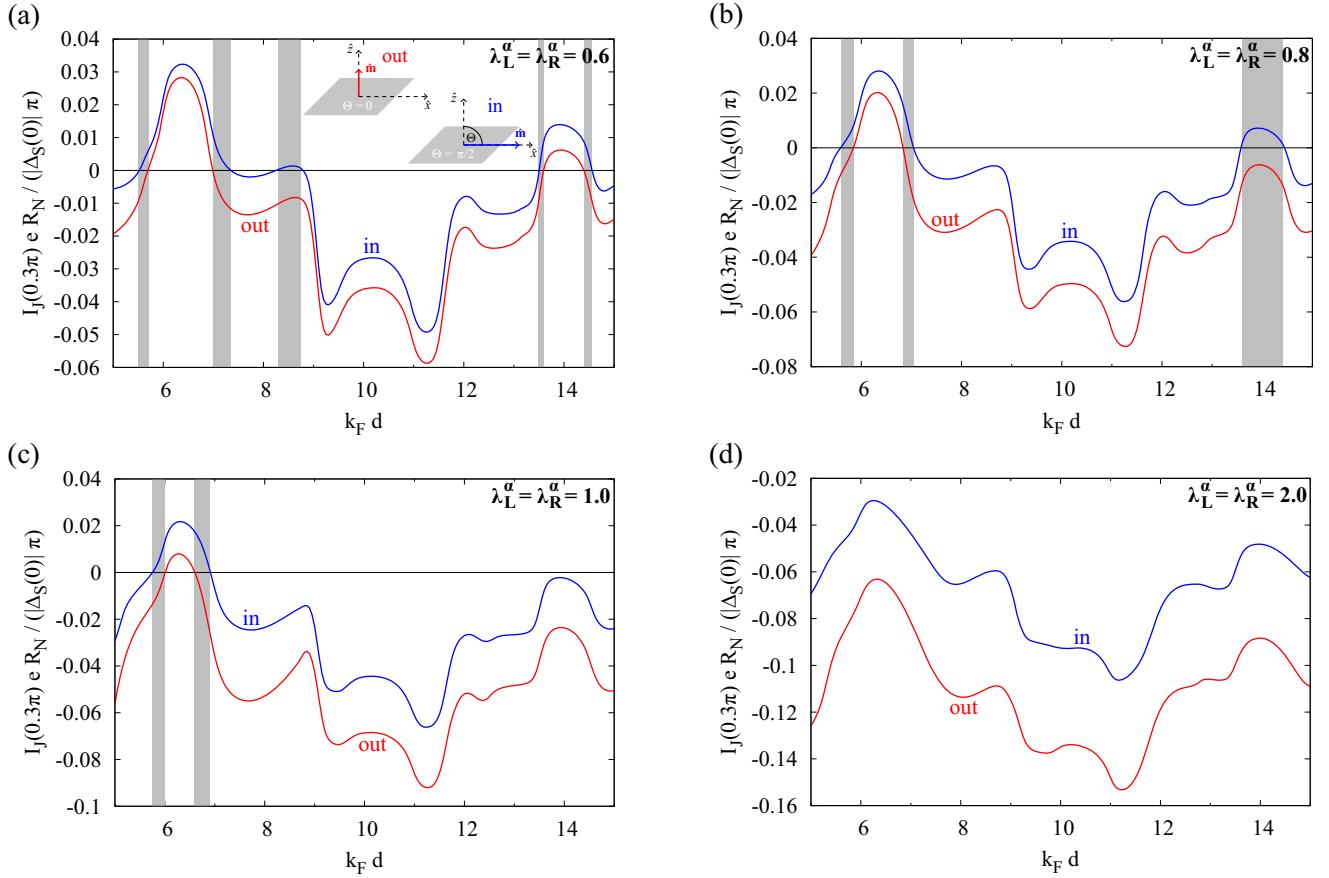 (a)
λ_L^α = λ_R^α = 0.6
0.04
0.03
0.02
0.01
0
-0.01
-0.02
-0.03
-0.04
-0.05
-0.06
I_J(0.3π) e R_N / (|Δ_S(0)| π)
ẑ
out
m̂
Θ = 0
x̂
ẑ
in
Θ
m̂
x̂
Θ = π/2
out
in
6
8
10
12
14
k_F d
(b)
λ_L^α = λ_R^α = 0.8
0.04
0.02
0
-0.02
-0.04
-0.06
-0.08
I_J(0.3π) e R_N / (|Δ_S(0)| π)
out
in
6
8
10
12
14
k_F d
(c)
λ_L^α = λ_R^α = 1.0
0.04
0.02
0
-0.02
-0.04
-0.06
-0.08
-0.1
I_J(0.3π) e R_N / (|Δ_S(0)| π)
in
out
6
8
10
12
14
k_F d
(d)
λ_L^α = λ_R^α = 2.0
-0.02
-0.04
-0.06
-0.08
-0.1
-0.12
-0.14
-0.16
I_J(0.3π) e R_N / (|Δ_S(0)| π)
in
out
6
8
10
12
14
k_F d